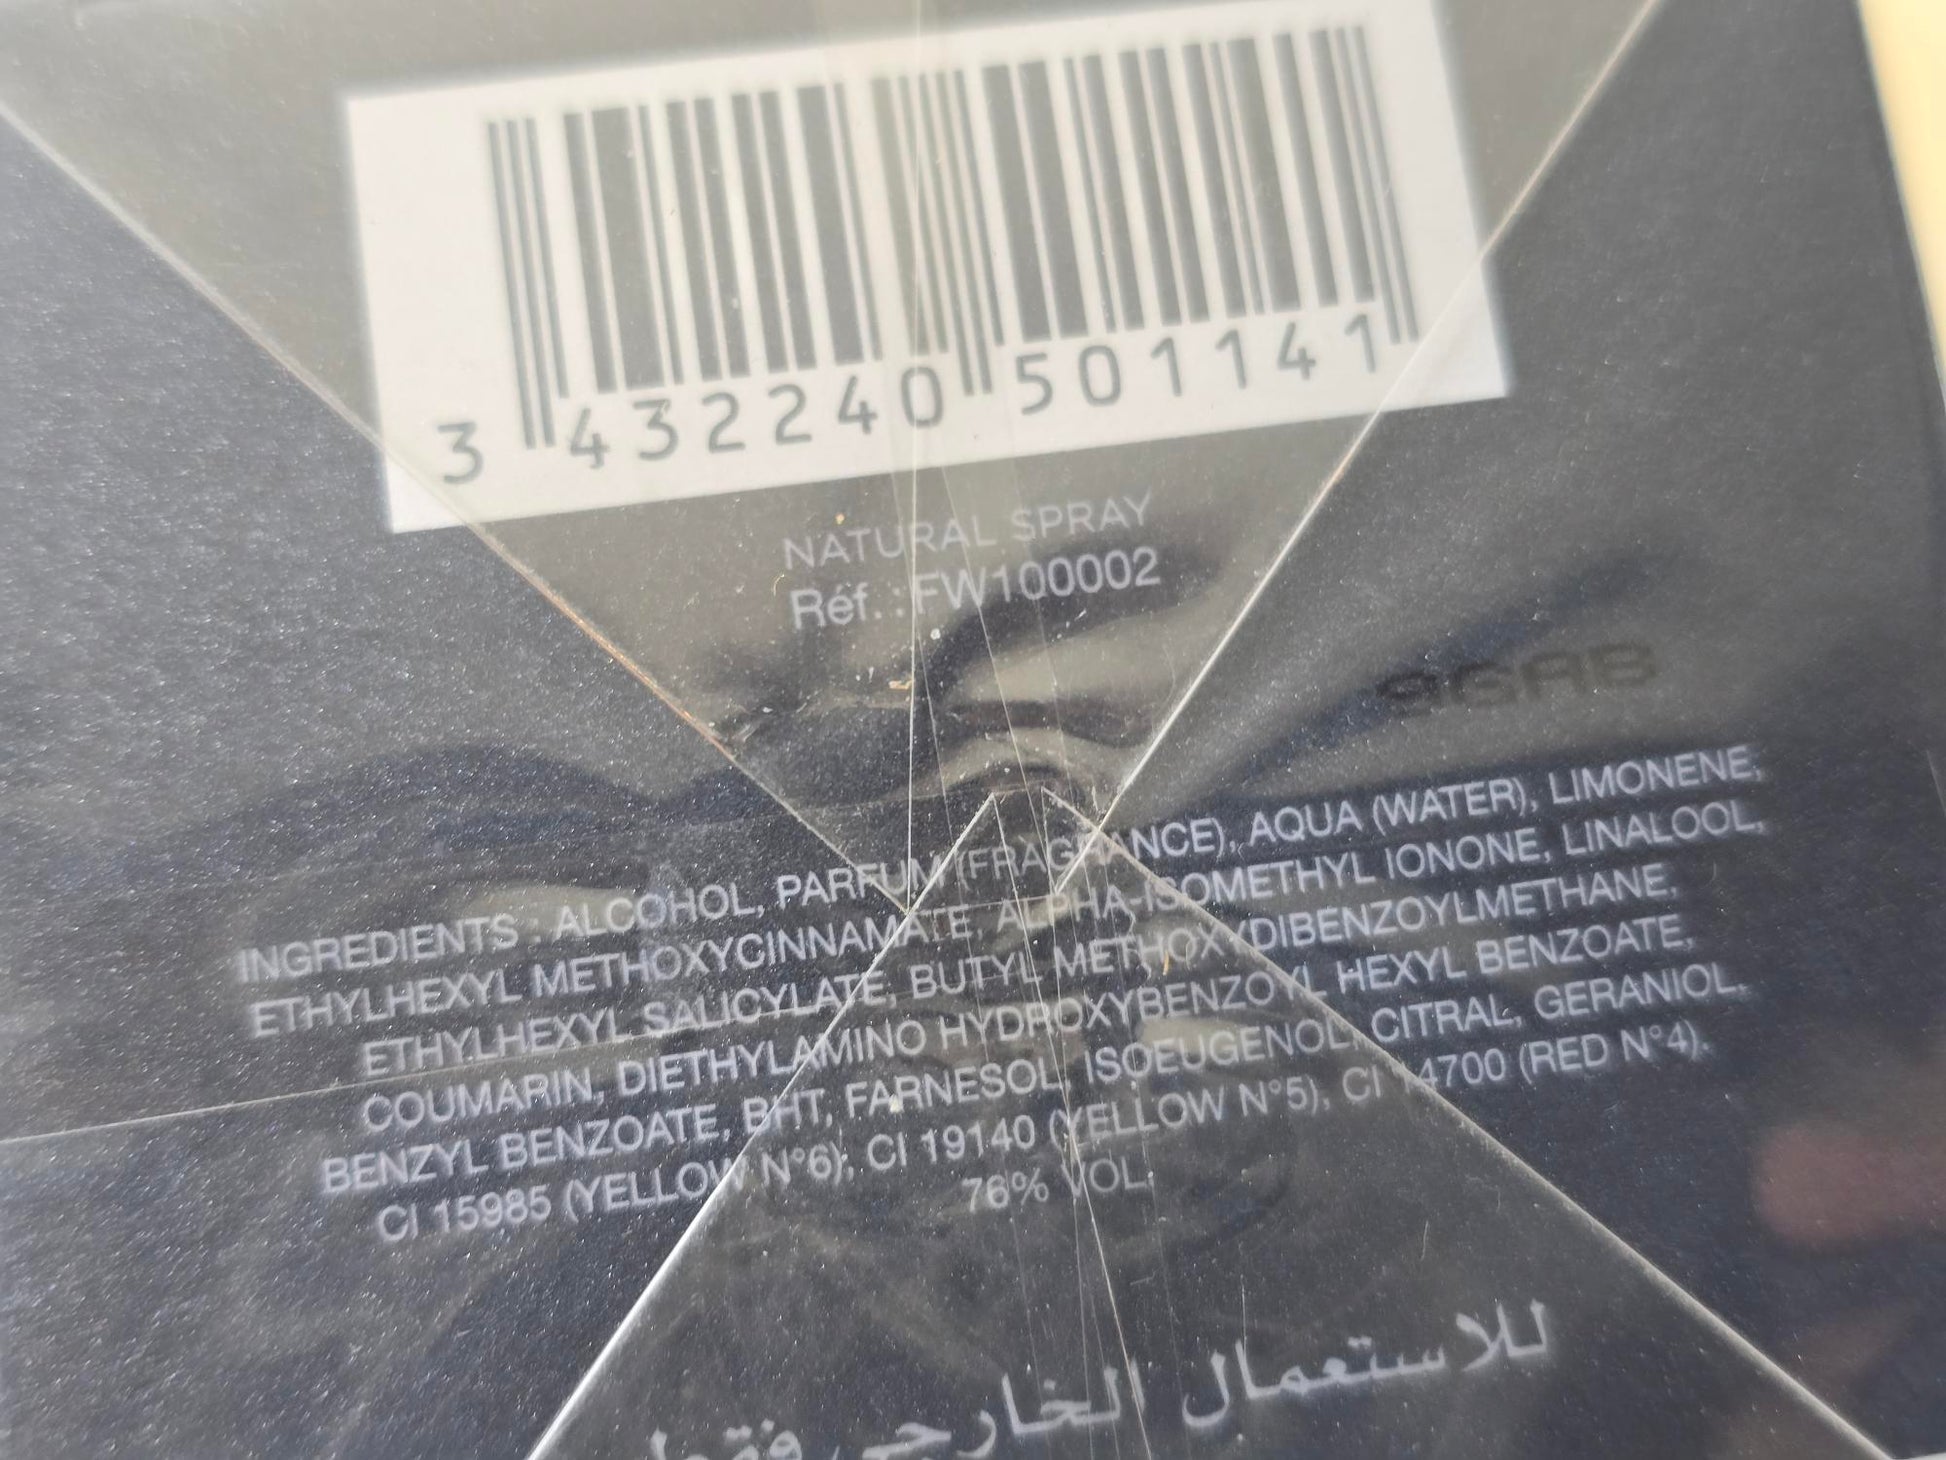 3 432240 501141
NATURAL SPRAY
Réf. : FW100002
9GAB
INGREDIENTS : ALCOHOL, PARFUM (FRAGRANCE), AQUA (WATER), LIMONENE,
ETHYLHEXYL METHOXYCINNAMATE, ALPHA-ISOMETHYL IONONE, LINALOOL,
ETHYLHEXYL SALICYLATE, BUTYL METHOXYDIBENZOYLMETHANE,
COUMARIN, DIETHYLAMINO HYDROXYBENZOYL HEXYL BENZOATE,
BENZYL BENZOATE, BHT, FARNESOL, ISOEUGENOL, CITRAL, GERANIOL,
CI 15985 (YELLOW N°6), CI 19140 (YELLOW N°5), CI 14700 (RED N°4).
76% VOL.
للاستعمال الخارجي فقط